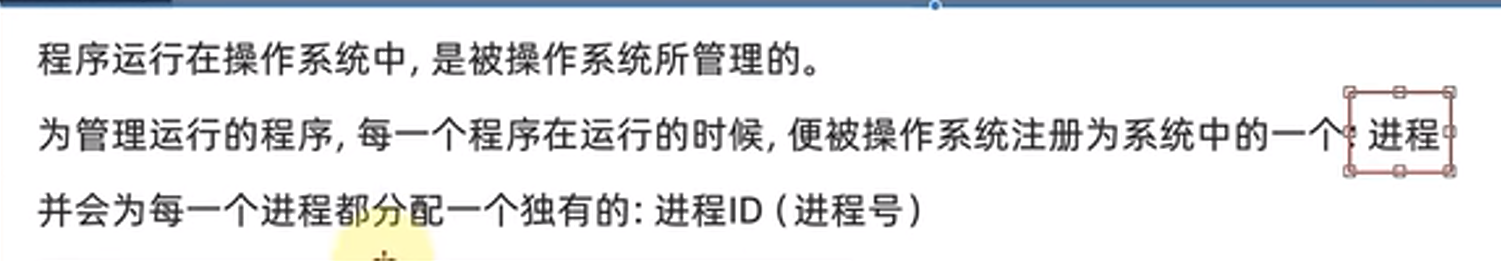 程序运行在操作系统中, 是被操作系统所管理的。
为管理运行的程序, 每一个程序在运行的时候, 便被操作系统注册为系统中的一个: 进程
并会为每一个进程都分配一个独有的: 进程ID (进程号)